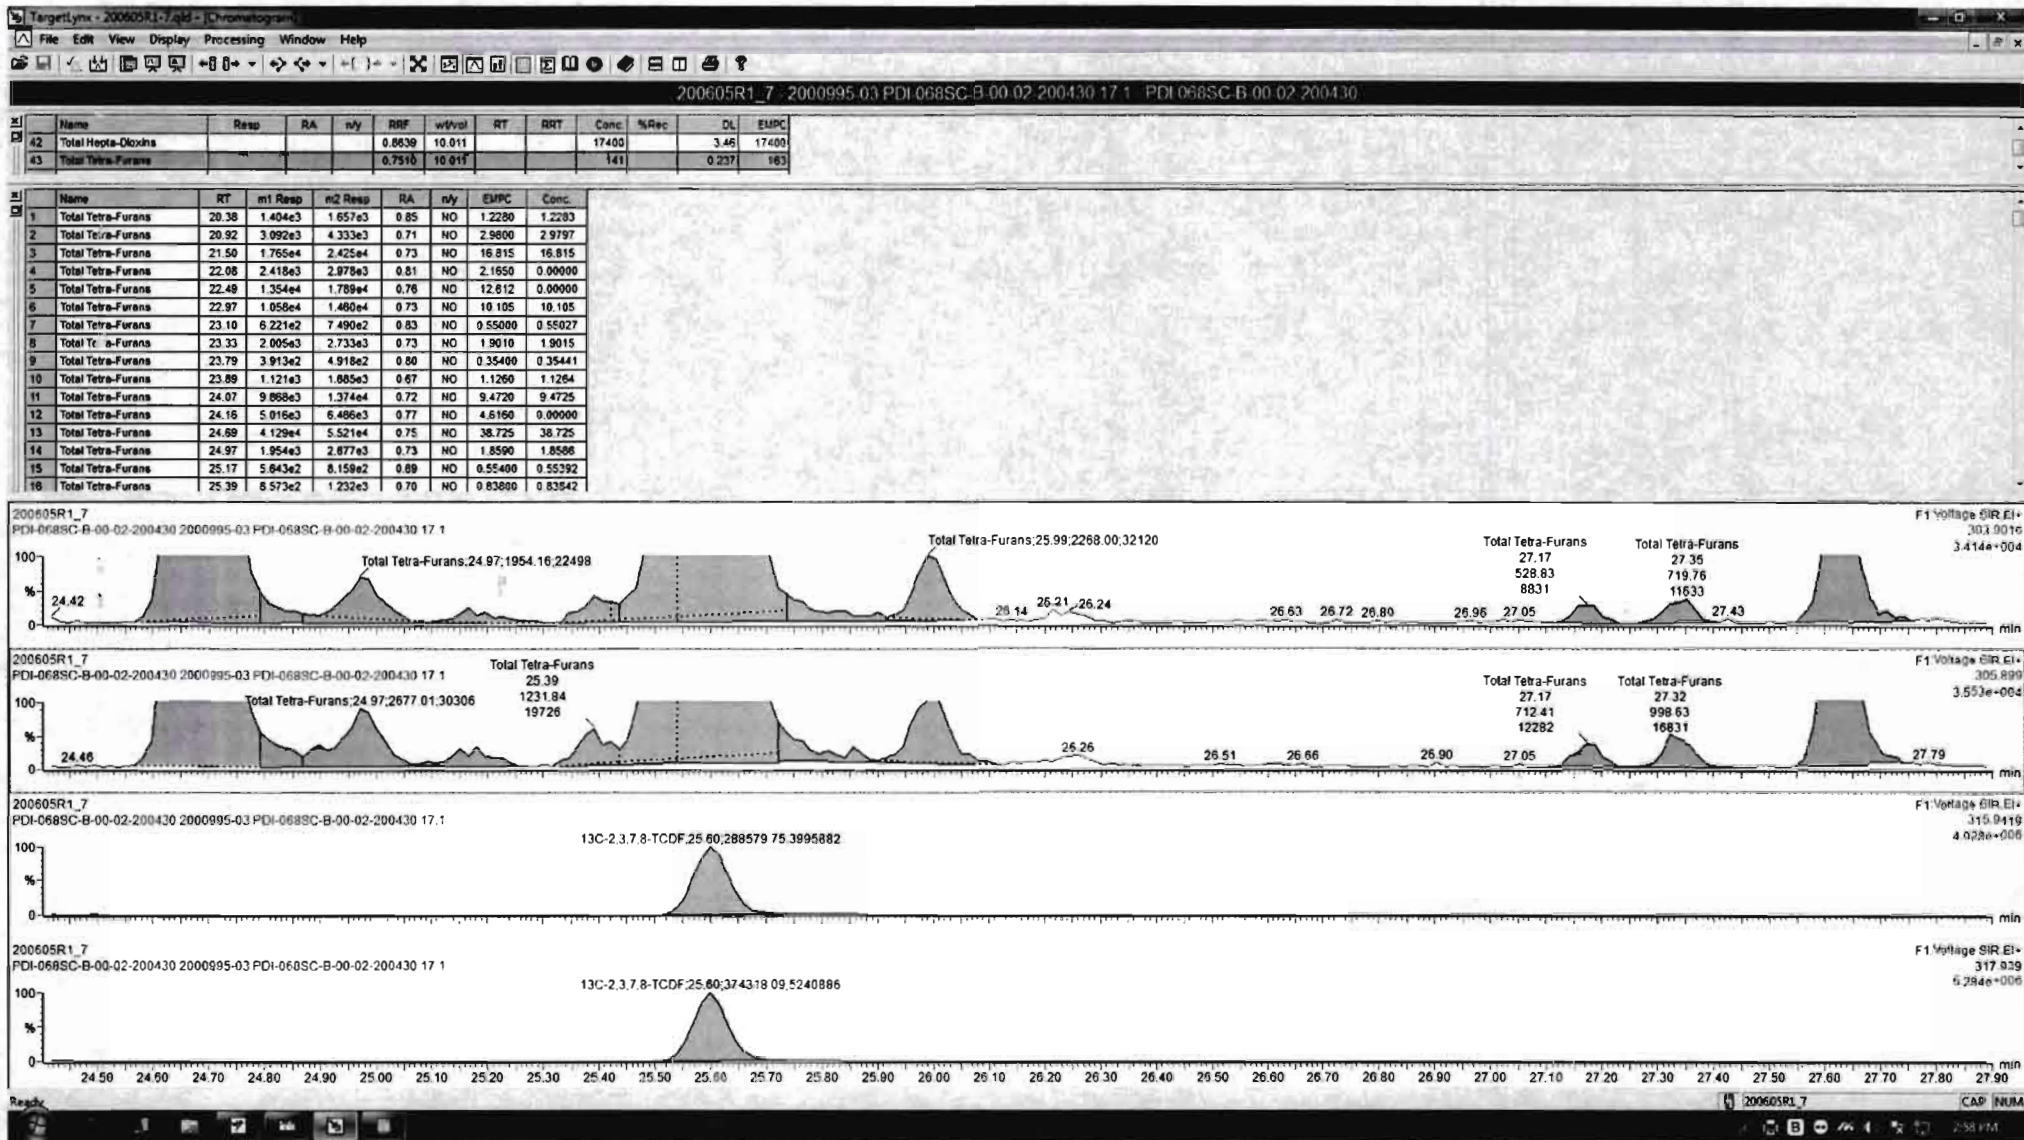 TargetLynx - 200605R1-7.qld - [Chromatogram]
File Edit View Display Processing Window Help
200605R1_7 - 2000995-03 PDI-068SC-B-00-02-200430 17.1 PDI-068SC-B-00-02-200430
Name Resp RA n/y RRF wt/vol RT RRT Conc %Rec DL EMPC
42 Total Hepta-Dioxins 0.8639 10.011 17400 3.46 17400
43 Total Tetra-Furans 0.7510 10.011 141 0.237 163
Name RT m1 Resp m2 Resp RA n/y EMPC Conc.
1 Total Tetra-Furans 20.38 1.404e3 1.657e3 0.85 NO 1.2280 1.2283
2 Total Tetra-Furans 20.92 3.092e3 4.333e3 0.71 NO 2.9800 2.9797
3 Total Tetra-Furans 21.50 1.765e4 2.425e4 0.73 NO 16.815 16.815
4 Total Tetra-Furans 22.08 2.418e3 2.978e3 0.81 NO 2.1650 0.00000
5 Total Tetra-Furans 22.49 1.354e4 1.789e4 0.76 NO 12.612 0.00000
6 Total Tetra-Furans 22.97 1.058e4 1.460e4 0.73 NO 10.105 10.105
7 Total Tetra-Furans 23.10 6.221e2 7.490e2 0.83 NO 0.55000 0.55027
8 Total Tetra-Furans 23.33 2.005e3 2.733e3 0.73 NO 1.9010 1.9015
9 Total Tetra-Furans 23.79 3.913e2 4.918e2 0.80 NO 0.35400 0.35441
10 Total Tetra-Furans 23.89 1.121e3 1.685e3 0.67 NO 1.1260 1.1264
11 Total Tetra-Furans 24.07 9.868e3 1.374e4 0.72 NO 9.4720 9.4725
12 Total Tetra-Furans 24.16 5.016e3 6.486e3 0.77 NO 4.6160 0.00000
13 Total Tetra-Furans 24.69 4.129e4 5.521e4 0.75 NO 38.725 38.725
14 Total Tetra-Furans 24.97 1.954e3 2.677e3 0.73 NO 1.8590 1.8586
15 Total Tetra-Furans 25.17 5.643e2 8.159e2 0.69 NO 0.55400 0.55392
16 Total Tetra-Furans 25.39 8.573e2 1.232e3 0.70 NO 0.83800 0.83842
200605R1_7
PDI-068SC-B-00-02-200430 2000995-03 PDI-068SC-B-00-02-200430 17.1
F1:Voltage SIR,EI+
303.9016
3.414e+004
100
%
0
24.42
Total Tetra-Furans;24.97;1954.16;22498
Total Tetra-Furans;25.99;2268.00;32120
26.14 26.21 26.24 26.63 26.72 26.80 26.96 27.05
Total Tetra-Furans
27.17
528.83
8831
Total Tetra-Furans
27.35
719.76
11633
27.43
min
200605R1_7
PDI-068SC-B-00-02-200430 2000995-03 PDI-068SC-B-00-02-200430 17.1
F1:Voltage SIR,EI+
305.899
3.553e+004
100
%
0
24.46
Total Tetra-Furans;24.97;2677.01;30306
Total Tetra-Furans
25.39
1231.84
19726
26.26 26.51 26.66 26.90 27.05
Total Tetra-Furans
27.17
712.41
12282
Total Tetra-Furans
27.32
998.63
16831
27.79
min
200605R1_7
PDI-068SC-B-00-02-200430 2000995-03 PDI-068SC-B-00-02-200430 17.1
F1:Voltage SIR,EI+
315.9419
4.028e+006
100
%
0
13C-2,3,7,8-TCDF;25.60;288579.75;3995882
min
200605R1_7
PDI-068SC-B-00-02-200430 2000995-03 PDI-068SC-B-00-02-200430 17.1
F1:Voltage SIR,EI+
317.939
5.284e+006
100
%
0
13C-2,3,7,8-TCDF;25.60;374318.09;5240886
min
24.50 24.60 24.70 24.80 24.90 25.00 25.10 25.20 25.30 25.40 25.50 25.60 25.70 25.80 25.90 26.00 26.10 26.20 26.30 26.40 26.50 26.60 26.70 26.80 26.90 27.00 27.10 27.20 27.30 27.40 27.50 27.60 27.70 27.80 27.90
Ready
200605R1_7 CAP NUM
2:58 PM